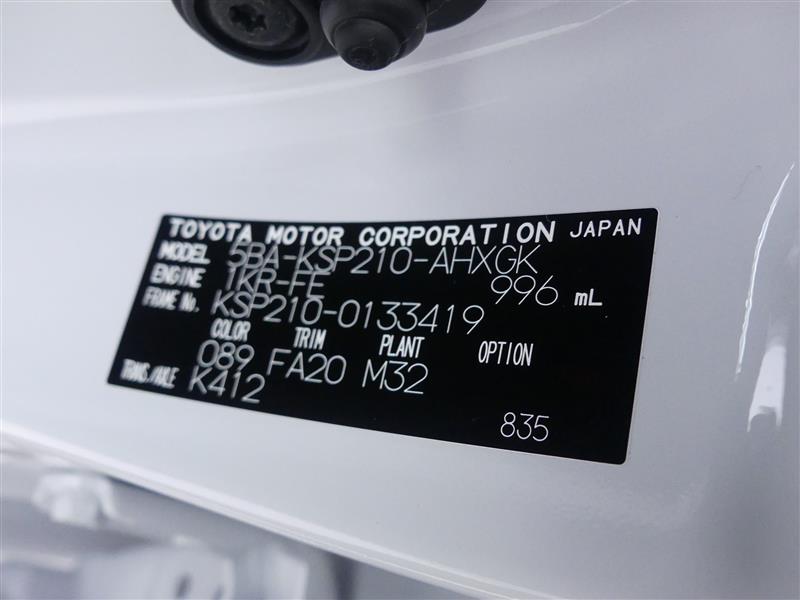 TOYOTA MOTOR CORPORATION JAPAN
MODEL 5BA-KSP210-AHXGK
ENGINE 1KR-FE 996 mL
FRAME No. KSP210-0133419
COLOR TRIM PLANT OPTION
089 FA20 M32
TRANS./AXLE K412
835